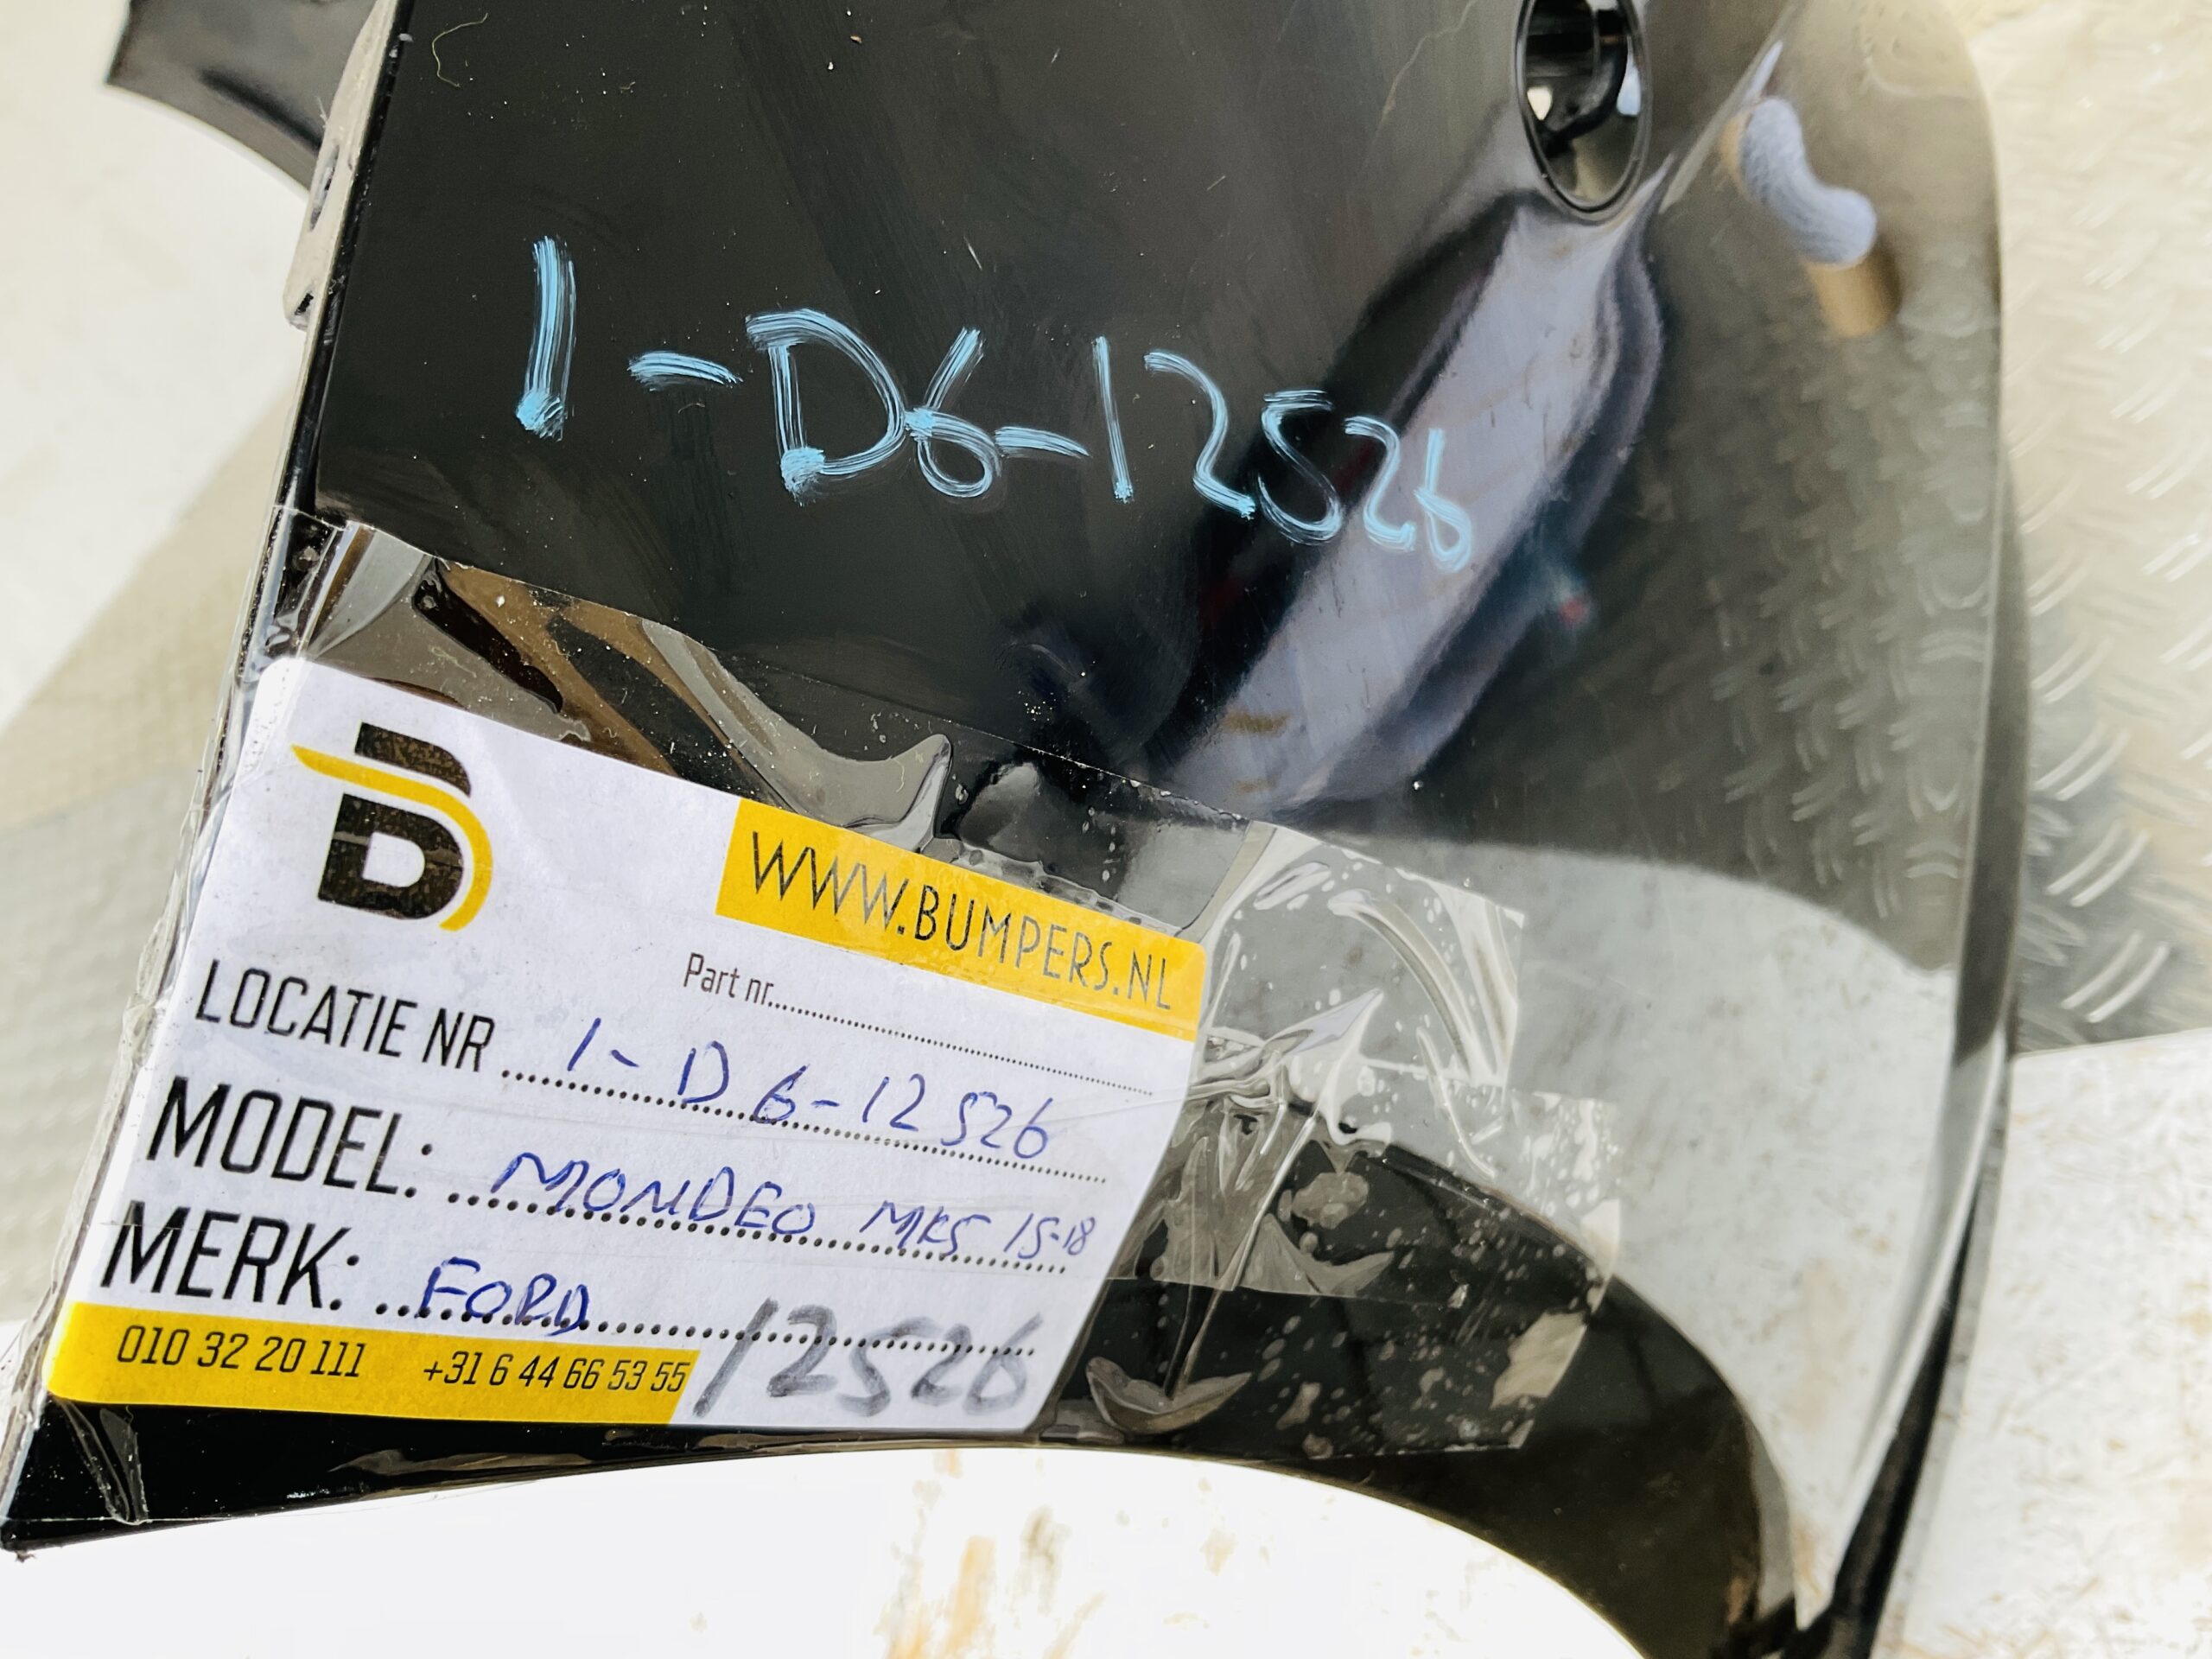 1-D6-12526
B
WWW.BUMPERS.NL
Part nr..........
LOCATIE NR ... 1-D6-12526
MODEL: ... MONDEO MK5 15-18
MERK: ... FORD
12526
010 32 20 111 +31 6 44 66 53 55